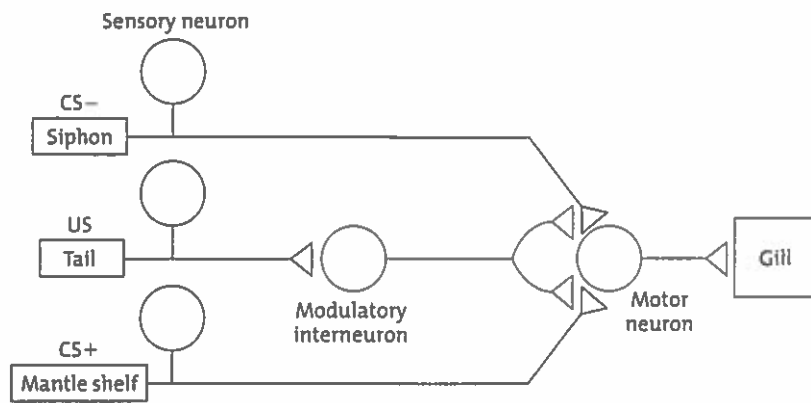 Sensory neuron
CS−
Siphon
US
Tail
Modulatory
interneuron
Motor
neuron
Gill
CS+
Mantle shelf